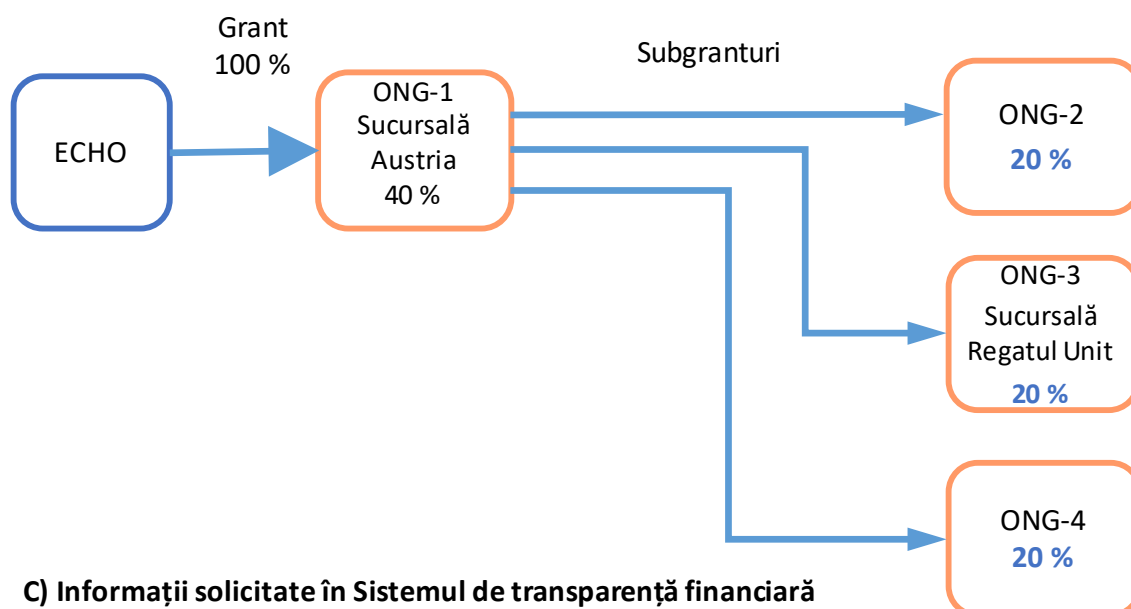 Grant
100 %
Subgranturi
ECHO
ONG-1
Sucursală
Austria
40 %
ONG-2
20 %
ONG-3
Sucursală
Regatul Unit
20 %
ONG-4
20 %
C) Informații solicitate în Sistemul de transparență financiară